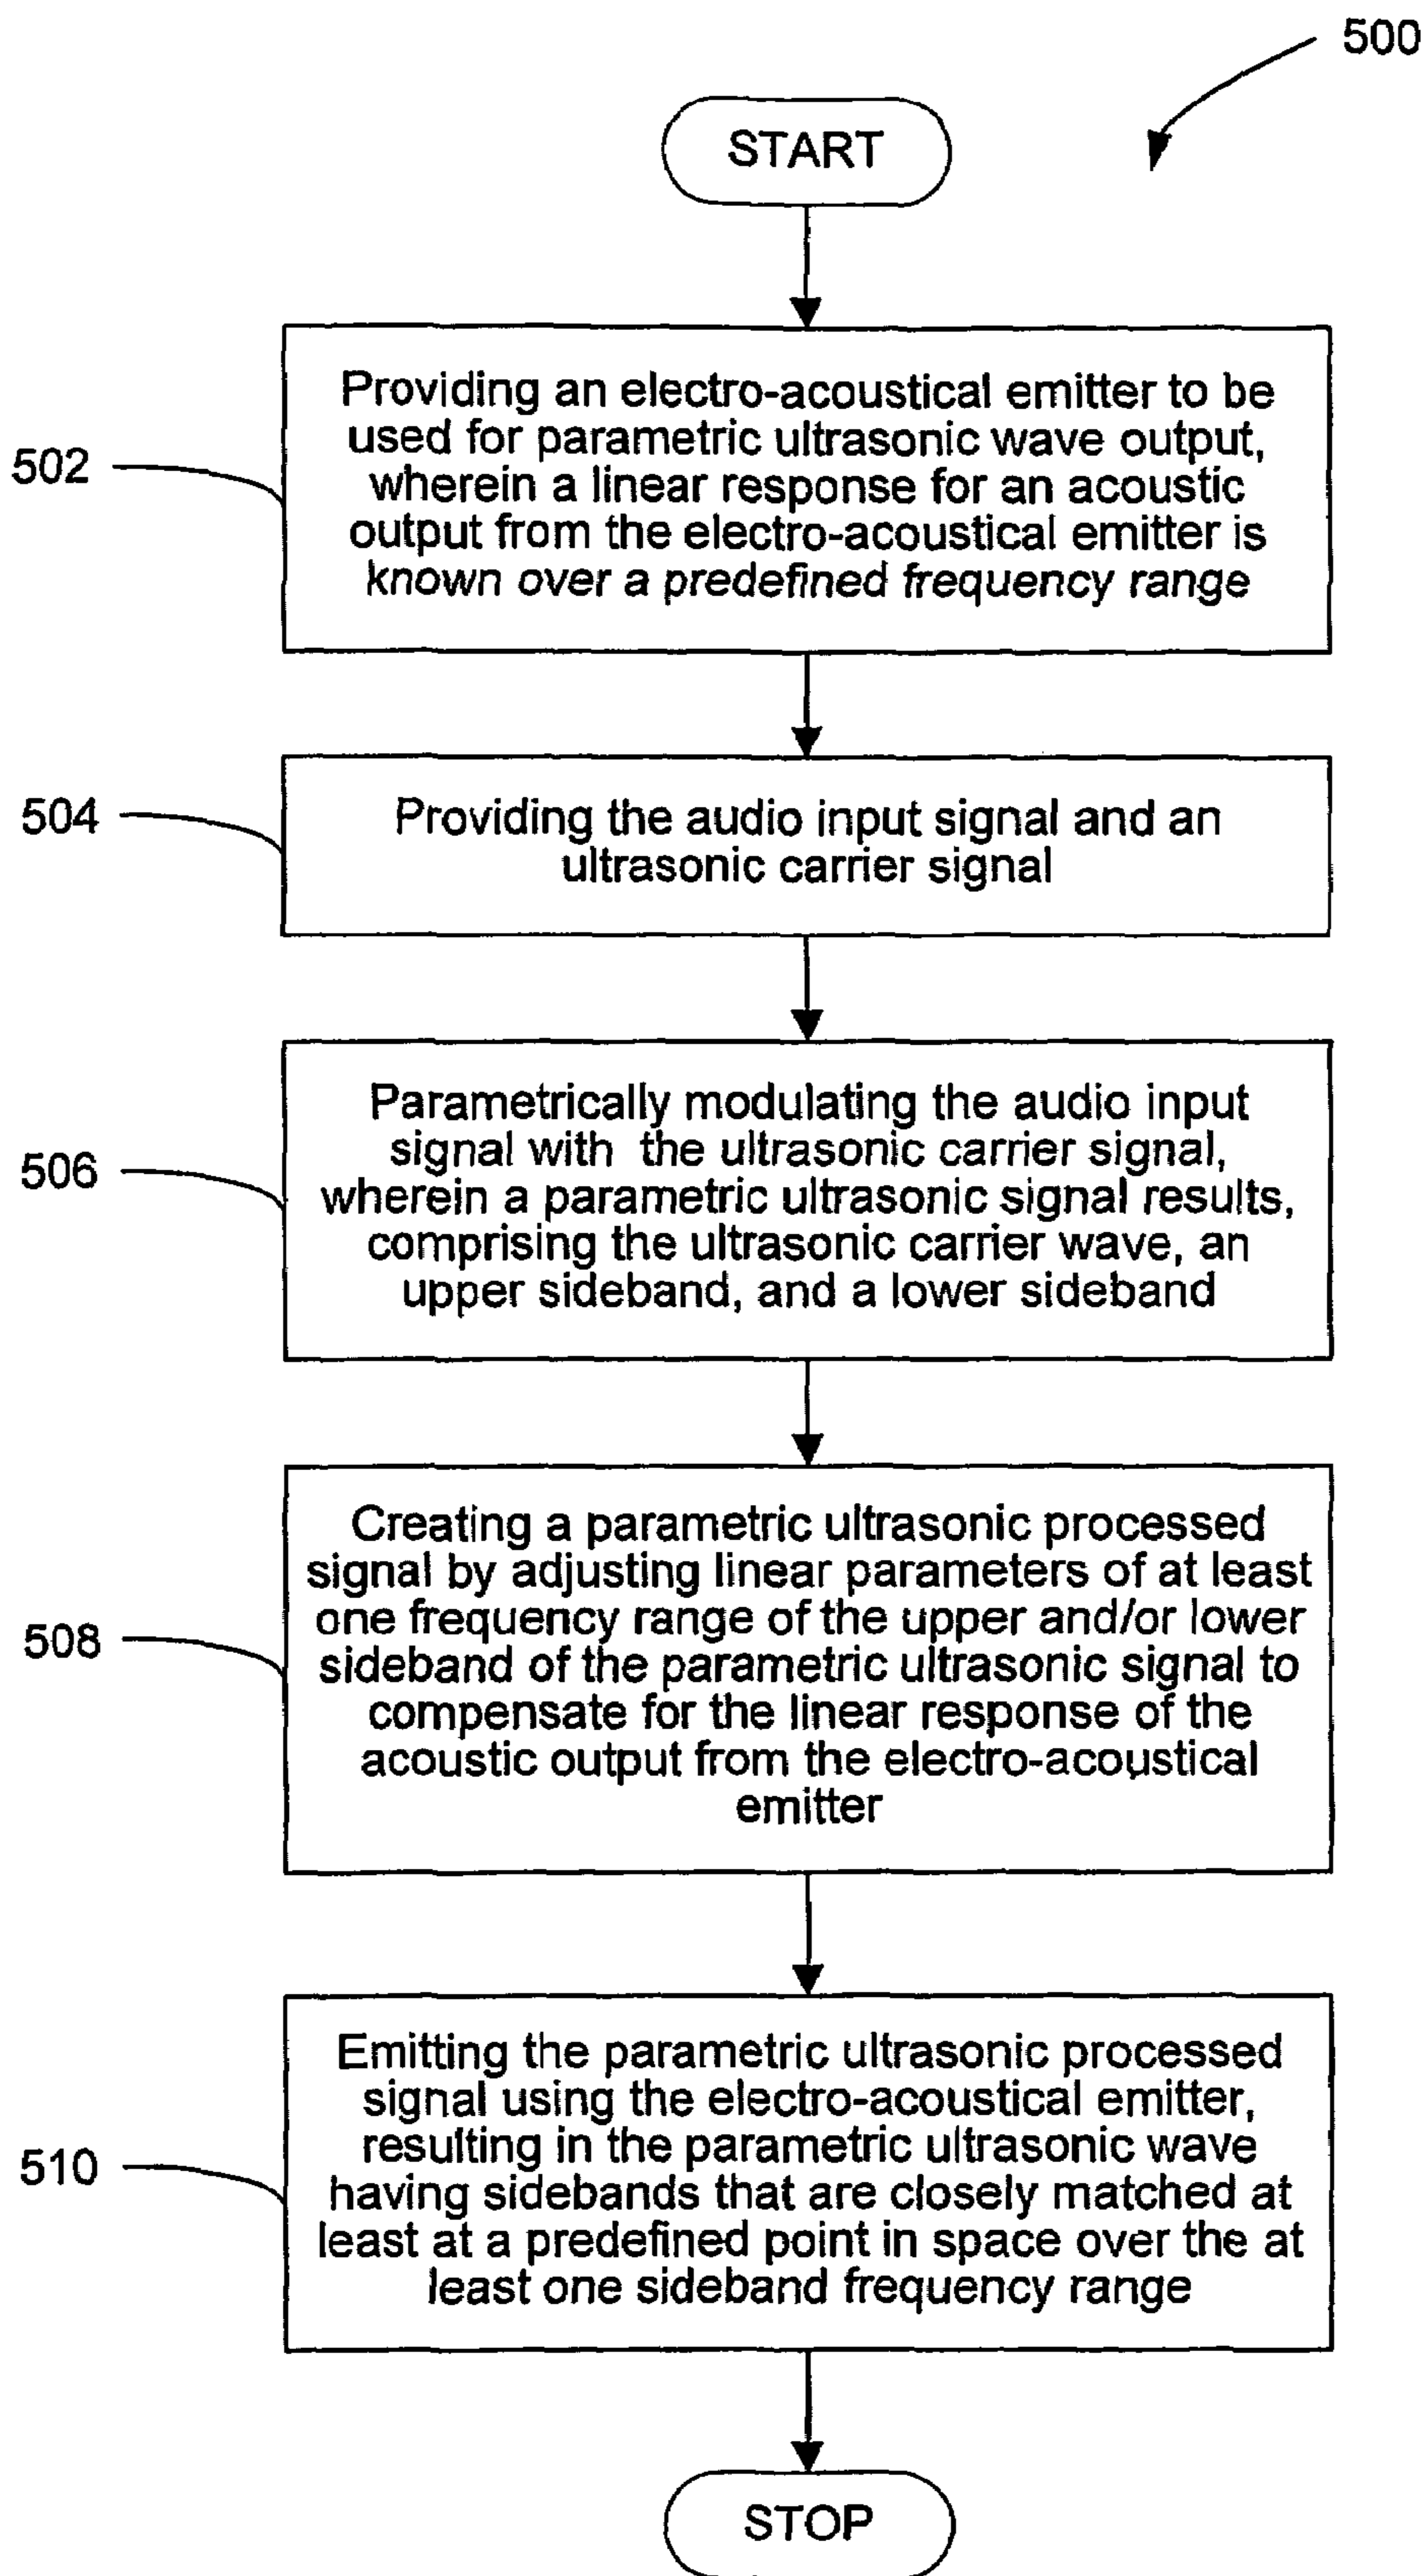 500
START
502
Providing an electro-acoustical emitter to be
used for parametric ultrasonic wave output,
wherein a linear response for an acoustic
output from the electro-acoustical emitter is
known over a predefined frequency range
504
Providing the audio input signal and an
ultrasonic carrier signal
506
Parametrically modulating the audio input
signal with the ultrasonic carrier signal,
wherein a parametric ultrasonic signal results,
comprising the ultrasonic carrier wave, an
upper sideband, and a lower sideband
508
Creating a parametric ultrasonic processed
signal by adjusting linear parameters of at least
one frequency range of the upper and/or lower
sideband of the parametric ultrasonic signal to
compensate for the linear response of the
acoustic output from the electro-acoustical
emitter
510
Emitting the parametric ultrasonic processed
signal using the electro-acoustical emitter,
resulting in the parametric ultrasonic wave
having sidebands that are closely matched at
least at a predefined point in space over the at
least one sideband frequency range
STOP